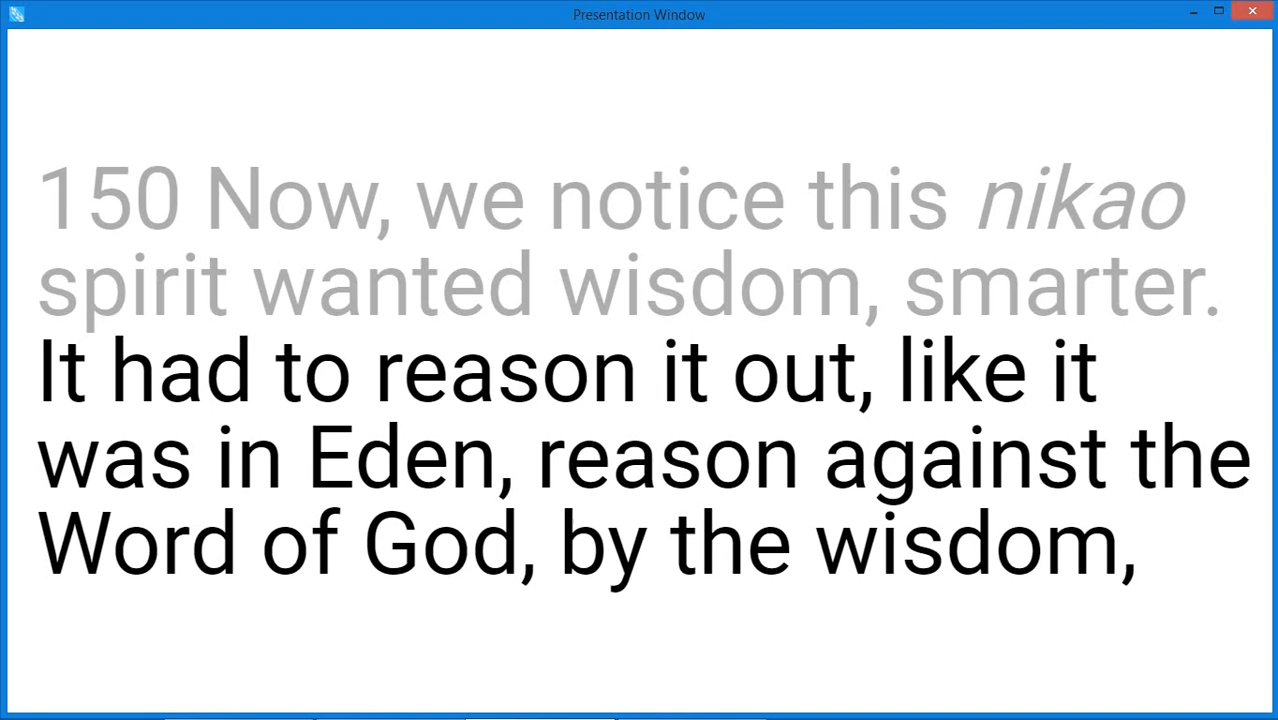 Presentation Window
150 Now, we notice this nikao
spirit wanted wisdom, smarter.
It had to reason it out, like it
was in Eden, reason against the
Word of God, by the wisdom,